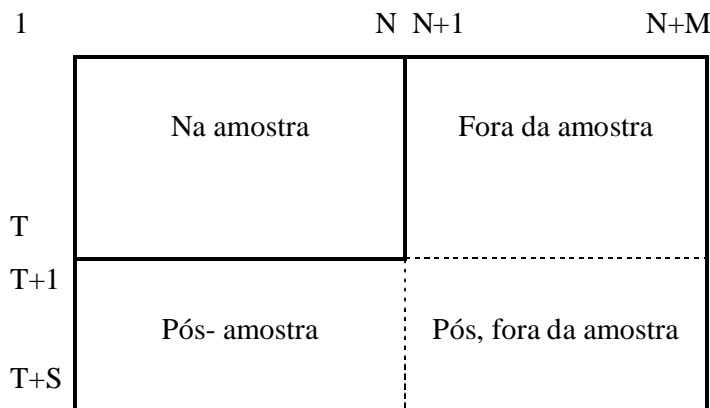 1 N N+1 N+M
Na amostra Fora da amostra
T
T+1
Pós- amostra Pós, fora da amostra
T+S